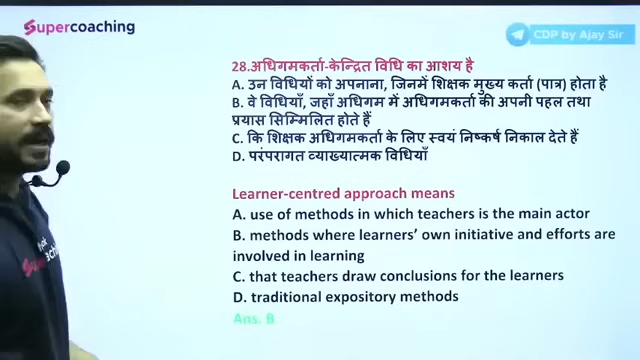 Supercoaching
CDP by Ajay Sir
28.अधिगमकर्ता-केन्द्रित विधि का आशय है
A. उन विधियों को अपनाना, जिनमें शिक्षक मुख्य कर्ता (पात्र) होता है
B. वे विधियाँ, जहाँ अधिगम में अधिगमकर्ता की अपनी पहल तथा
प्रयास सिम्मिलित होते हैं
C. कि शिक्षक अधिगमकर्ता के लिए स्वयं निष्कर्ष निकाल देते हैं
D. परंपरागत व्याख्यात्मक विधियाँ
Learner-centred approach means
A. use of methods in which teachers is the main actor
B. methods where learners' own initiative and efforts are
involved in learning
C. that teachers draw conclusions for the learners
D. traditional expository methods
Ans. B